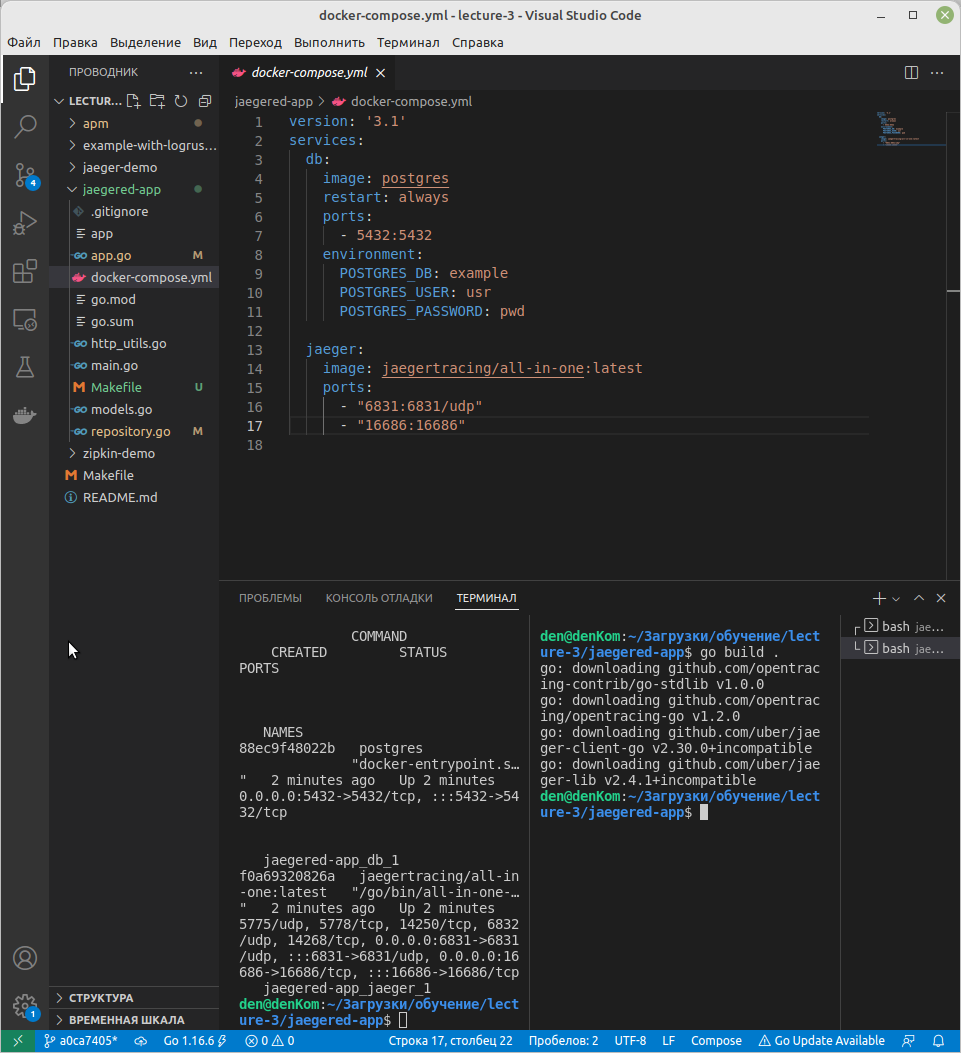 docker-compose.yml - lecture-3 - Visual Studio Code
Файл Правка Выделение Вид Переход Выполнить Терминал Справка
ПРОВОДНИК
LECTUR...
apm
example-with-logrus...
jaeger-demo
jaegered-app
.gitignore
app
app.go M
docker-compose.yml
go.mod
go.sum
http_utils.go
main.go
Makefile U
models.go
repository.go M
zipkin-demo
Makefile
README.md
СТРУКТУРА
ВРЕМЕННАЯ ШКАЛА
4
1
docker-compose.yml
jaegered-app > docker-compose.yml
1 version: '3.1'
2 services:
3 db:
4 image: postgres
5 restart: always
6 ports:
7 - 5432:5432
8 environment:
9 POSTGRES_DB: example
10 POSTGRES_USER: usr
11 POSTGRES_PASSWORD: pwd
12
13 jaeger:
14 image: jaegertracing/all-in-one:latest
15 ports:
16 - "6831:6831/udp"
17 - "16686:16686"
18
ПРОБЛЕМЫ КОНСОЛЬ ОТЛАДКИ ТЕРМИНАЛ
COMMAND
CREATED STATUS
PORTS
NAMES
88ec9f48022b postgres
"docker-entrypoint.s…
" 2 minutes ago Up 2 minutes
0.0.0.0:5432->5432/tcp, :::5432->54
32/tcp
jaegered-app_db_1
f0a69320826a jaegertracing/all-in
-one:latest "/go/bin/all-in-one-…
" 2 minutes ago Up 2 minutes
5775/udp, 5778/tcp, 14250/tcp, 6832
/udp, 14268/tcp, 0.0.0.0:6831->6831
/udp, :::6831->6831/udp, 0.0.0.0:16
686->16686/tcp, :::16686->16686/tcp
jaegered-app_jaeger_1
den@denKom:~/Загрузки/обучение/lect
ure-3/jaegered-app$
den@denKom:~/Загрузки/обучение/lect
ure-3/jaegered-app$ go build .
go: downloading github.com/opentrac
ing-contrib/go-stdlib v1.0.0
go: downloading github.com/opentrac
ing/opentracing-go v1.2.0
go: downloading github.com/uber/jae
ger-client-go v2.30.0+incompatible
go: downloading github.com/uber/jae
ger-lib v2.4.1+incompatible
den@denKom:~/Загрузки/обучение/lect
ure-3/jaegered-app$
bash jae...
bash jae...
a0ca7405* Go 1.16.6 0 0 Строка 17, столбец 22 Пробелов: 2 UTF-8 LF Compose Go Update Available